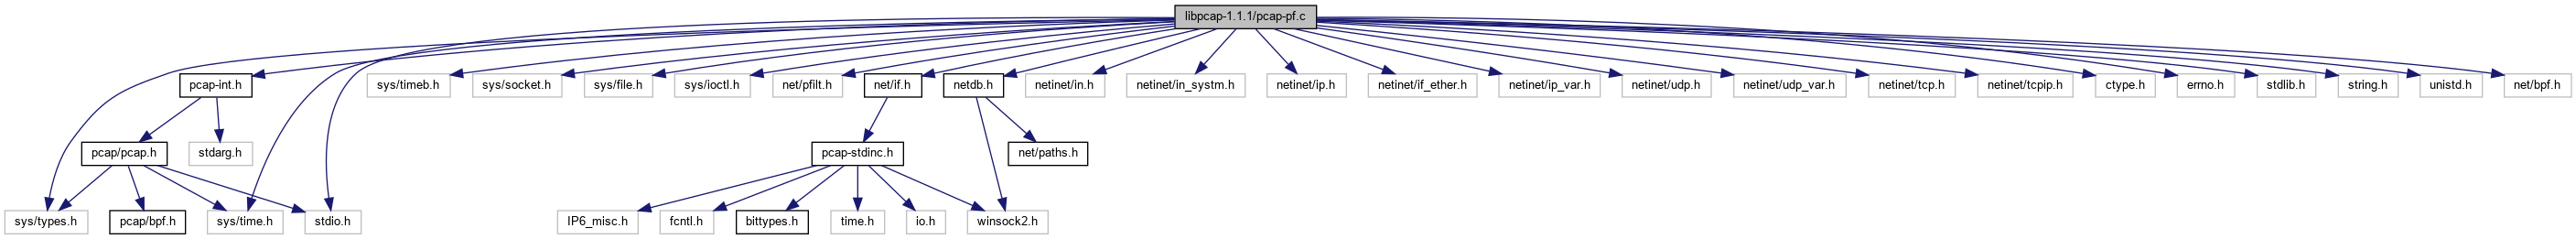 libpcap-1.1.1/pcap-pf.c
pcap-int.h
sys/timeb.h
sys/socket.h
sys/file.h
sys/ioctl.h
net/pfilt.h
net/if.h
netdb.h
netinet/in.h
netinet/in_systm.h
netinet/ip.h
netinet/if_ether.h
netinet/ip_var.h
netinet/udp.h
netinet/udp_var.h
netinet/tcp.h
netinet/tcpip.h
ctype.h
errno.h
stdlib.h
string.h
unistd.h
net/bpf.h
pcap/pcap.h
stdarg.h
pcap-stdinc.h
net/paths.h
sys/types.h
pcap/bpf.h
sys/time.h
stdio.h
IP6_misc.h
fcntl.h
bittypes.h
time.h
io.h
winsock2.h